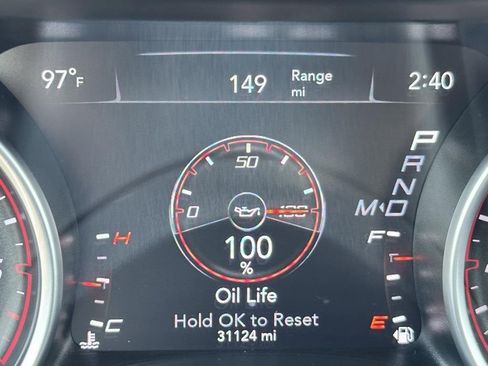 97°F
149
Range
mi
2:40
P
R
N
M◂D
50
0
100
100
%
H
C
F
E
Oil Life
Hold OK to Reset
31124 mi